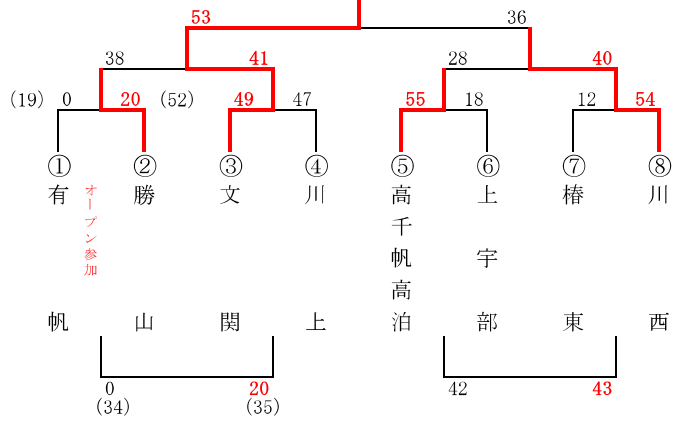 53 36
38 41 28 40
(19) 0 20 (52) 49 47 55 18 12 54
① ② ③ ④ ⑤ ⑥ ⑦ ⑧
有帆
オープン参加
勝山
文関
川上
高千帆高泊
上宇部
椿東
川西
0 20 42 43
(34) (35)